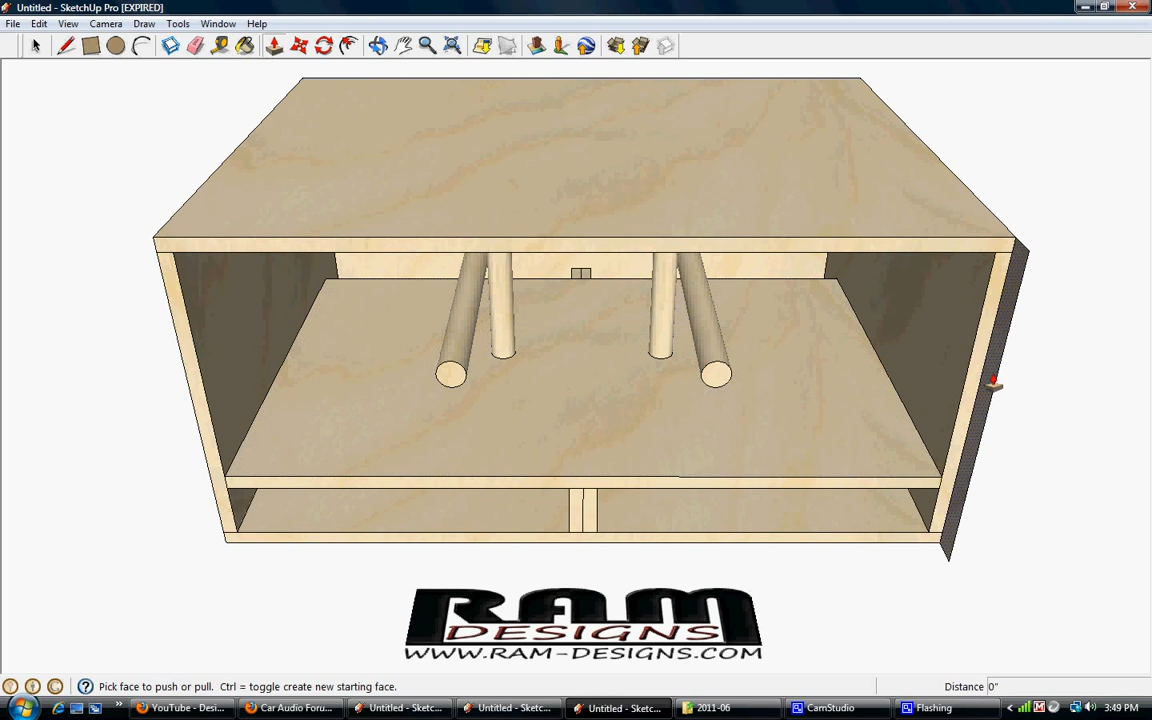 Untitled - SketchUp Pro [EXPIRED]
File Edit View Camera Draw Tools Window Help
RAM
DESIGNS
WWW.RAM-DESIGNS.COM
Pick face to push or pull. Ctrl = toggle create new starting face.
Distance 0"
YouTube - Desi...
Car Audio Foru...
Untitled - Sketc...
Untitled - Sketc...
Untitled - Sketc...
2011-06
CamStudio
Flashing
3:49 PM